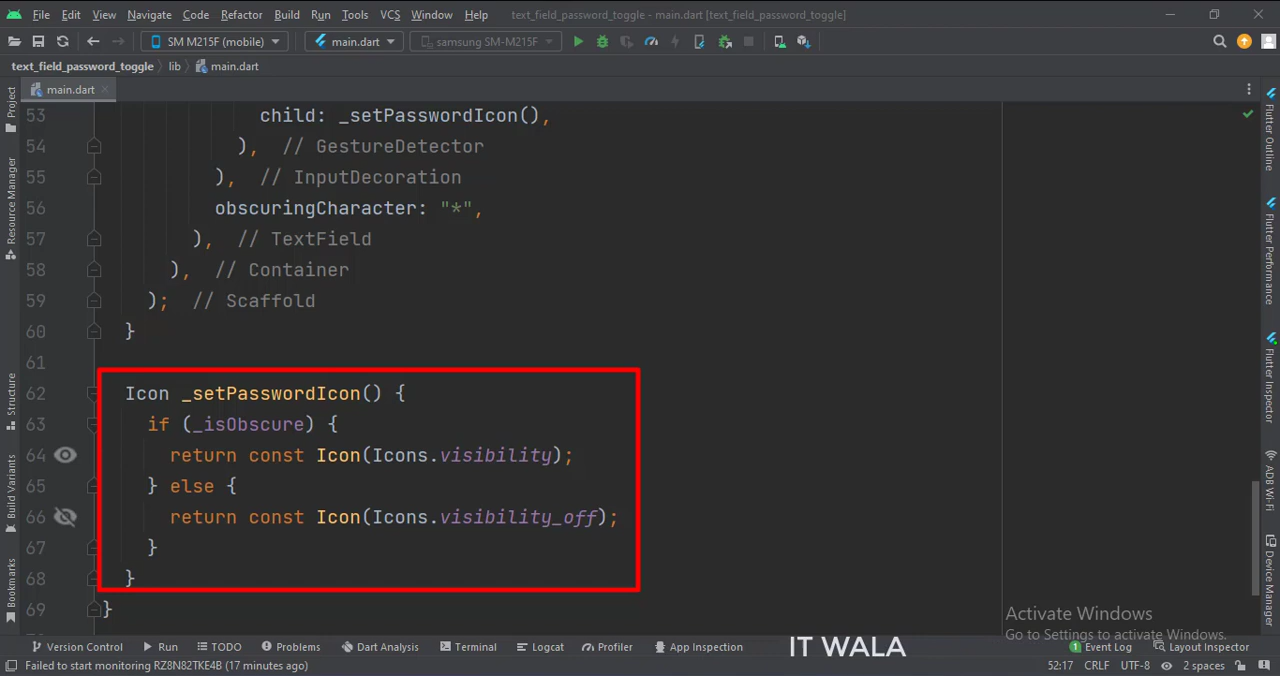 File Edit View Navigate Code Refactor Build Run Tools VCS Window Help text_field_password_toggle - main.dart [text_field_password_toggle]
SM M215F (mobile) main.dart samsung SM-M215F
text_field_password_toggle lib main.dart
main.dart
53 child: _setPasswordIcon(),
54 ), // GestureDetector
55 ), // InputDecoration
56 obscuringCharacter: "*",
57 ), // TextField
58 ), // Container
59 ); // Scaffold
60 }
61
62 Icon _setPasswordIcon() {
63 if (_isObscure) {
64 return const Icon(Icons.visibility);
65 } else {
66 return const Icon(Icons.visibility_off);
67 }
68 }
69 }
Project
Resource Manager
Structure
Build Variants
Bookmarks
Flutter Outline
Flutter Performance
Flutter Inspector
ADB Wi-Fi
Device Manager
Activate Windows
Go to Settings to activate Windows.
IT WALA
Version Control Run TODO Problems Dart Analysis Terminal Logcat Profiler App Inspection 1 Event Log Layout Inspector
Failed to start monitoring RZ8N82TKE4B (17 minutes ago) 52:17 CRLF UTF-8 2 spaces